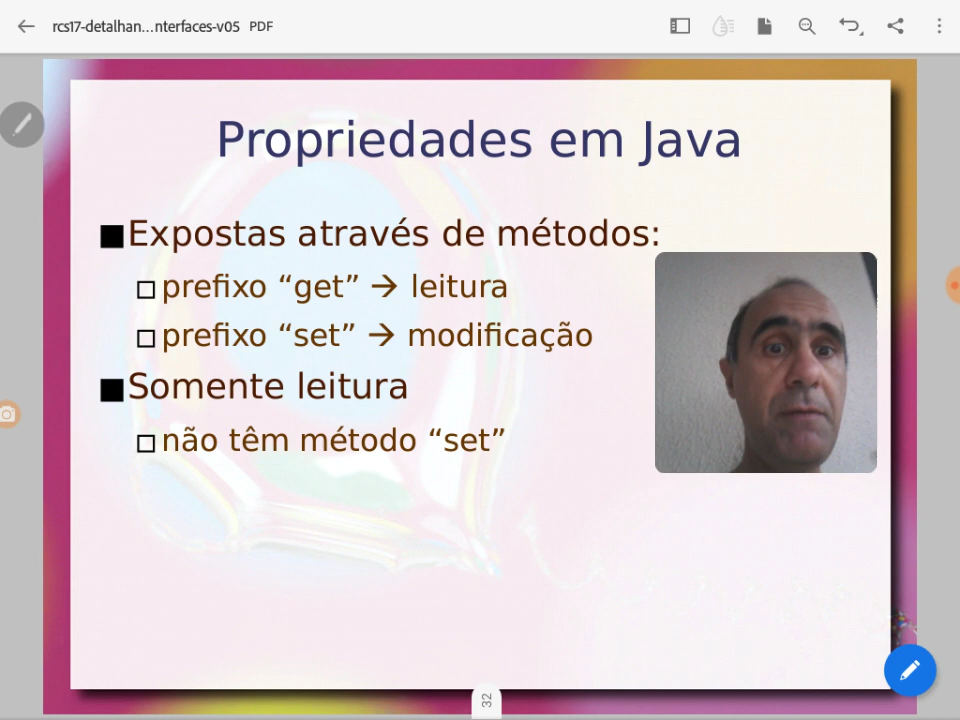 rcs17-detalhan...nterfaces-v05 PDF
Propriedades em Java
Expostas através de métodos:
prefixo “get” → leitura
prefixo “set” → modificação
Somente leitura
não têm método “set”
32